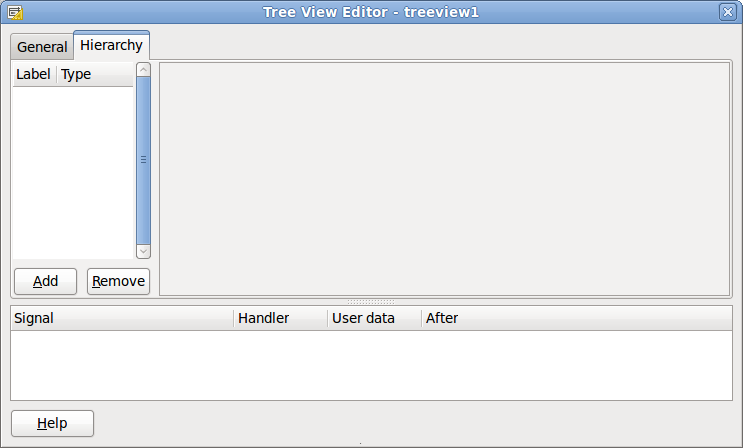 Tree View Editor - treeview1
General Hierarchy
Label Type
Add Remove
Signal Handler User data After
Help